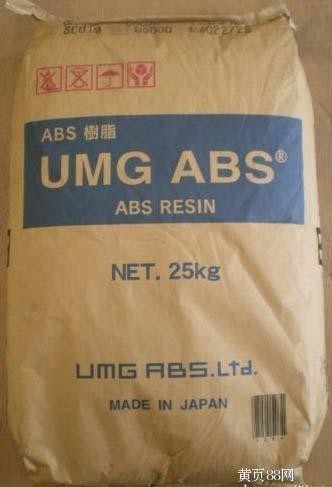 ABS 樹脂
UMG ABS®
ABS RESIN
NET. 25kg
UMG ABS.Ltd.
MADE IN JAPAN
黄页88网